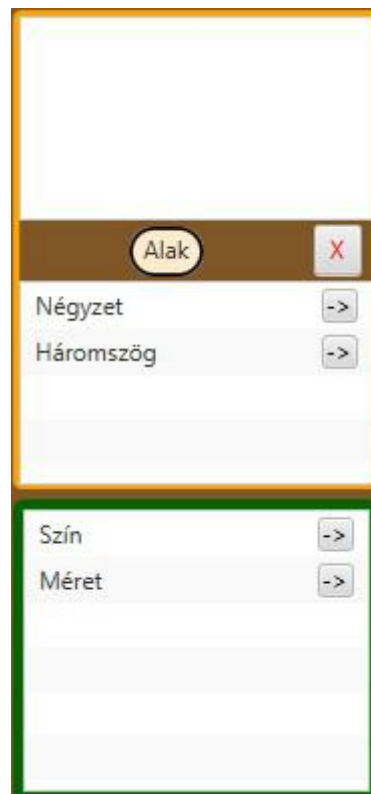 Alak X
Négyzet ->
Háromszög ->
Szín ->
Méret ->